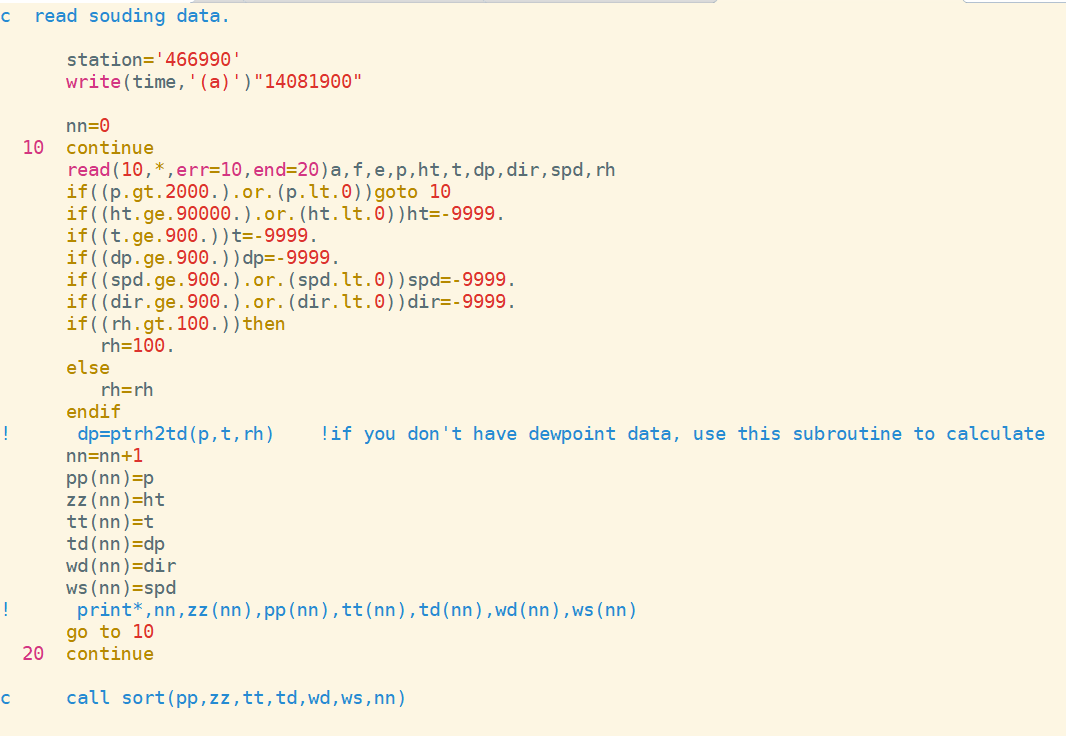 c  read souding data.
      station='466990'
      write(time,'(a)')"14081900"
      nn=0
  10  continue
      read(10,*,err=10,end=20)a,f,e,p,ht,t,dp,dir,spd,rh
      if((p.gt.2000.).or.(p.lt.0))goto 10
      if((ht.ge.90000.).or.(ht.lt.0))ht=-9999.
      if((t.ge.900.))t=-9999.
      if((dp.ge.900.))dp=-9999.
      if((spd.ge.900.).or.(spd.lt.0))spd=-9999.
      if((dir.ge.900.).or.(dir.lt.0))dir=-9999.
      if((rh.gt.100.))then
         rh=100.
      else
         rh=rh
      endif
!      dp=ptrh2td(p,t,rh)    !if you don't have dewpoint data, use this subroutine to calculate
      nn=nn+1
      pp(nn)=p
      zz(nn)=ht
      tt(nn)=t
      td(nn)=dp
      wd(nn)=dir
      ws(nn)=spd
!      print*,nn,zz(nn),pp(nn),tt(nn),td(nn),wd(nn),ws(nn)
      go to 10
  20  continue
c     call sort(pp,zz,tt,td,wd,ws,nn)